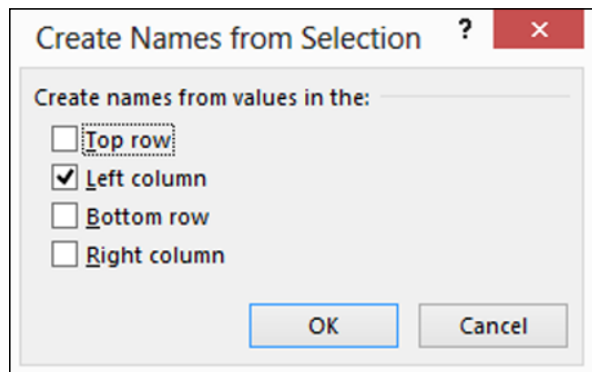 Create Names from Selection ? ×
Create names from values in the:
Top row
Left column
Bottom row
Right column
OK Cancel